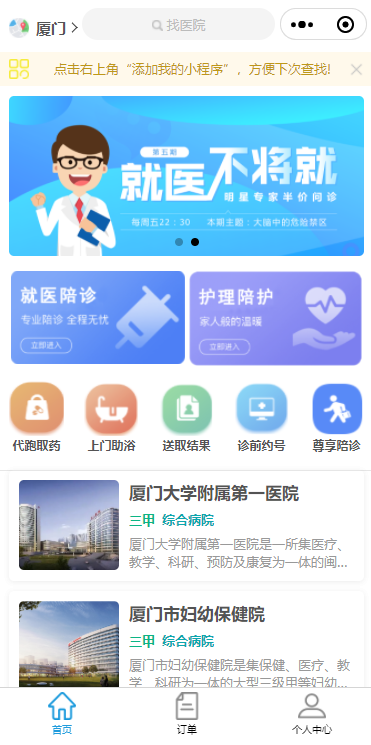 厦门
找医院
点击右上角“添加我的小程序”，方便下次查找!
第五期
就医不将就
明星专家半价问诊
每周五22：30
本期主题：大脑中的危险禁区
就医陪诊
专业陪诊 全程无忧
立即进入
护理陪护
家人般的温暖
立即进入
代跑取药
上门助浴
送取结果
诊前约号
尊享陪诊
厦门大学附属第一医院
三甲 综合病院
厦门大学附属第一医院是一所集医疗、
教学、科研、预防及康复为一体的闽...
厦门市妇幼保健院
三甲 综合病院
厦门市妇幼保健院是集保健、医疗、教
学、科研为一体的大型三级甲等妇幼...
首页
订单
个人中心